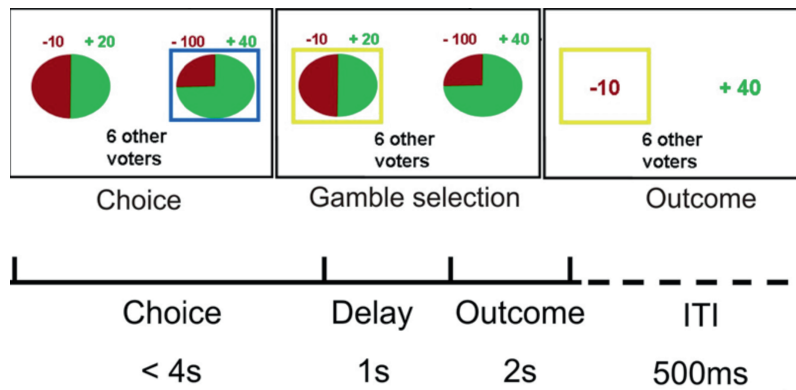 -10 + 20 - 100 + 40
6 other
voters
Choice
-10 + 20 - 100 + 40
6 other
voters
Gamble selection
-10 + 40
6 other
voters
Outcome
Choice Delay Outcome ITI
< 4s 1s 2s 500ms